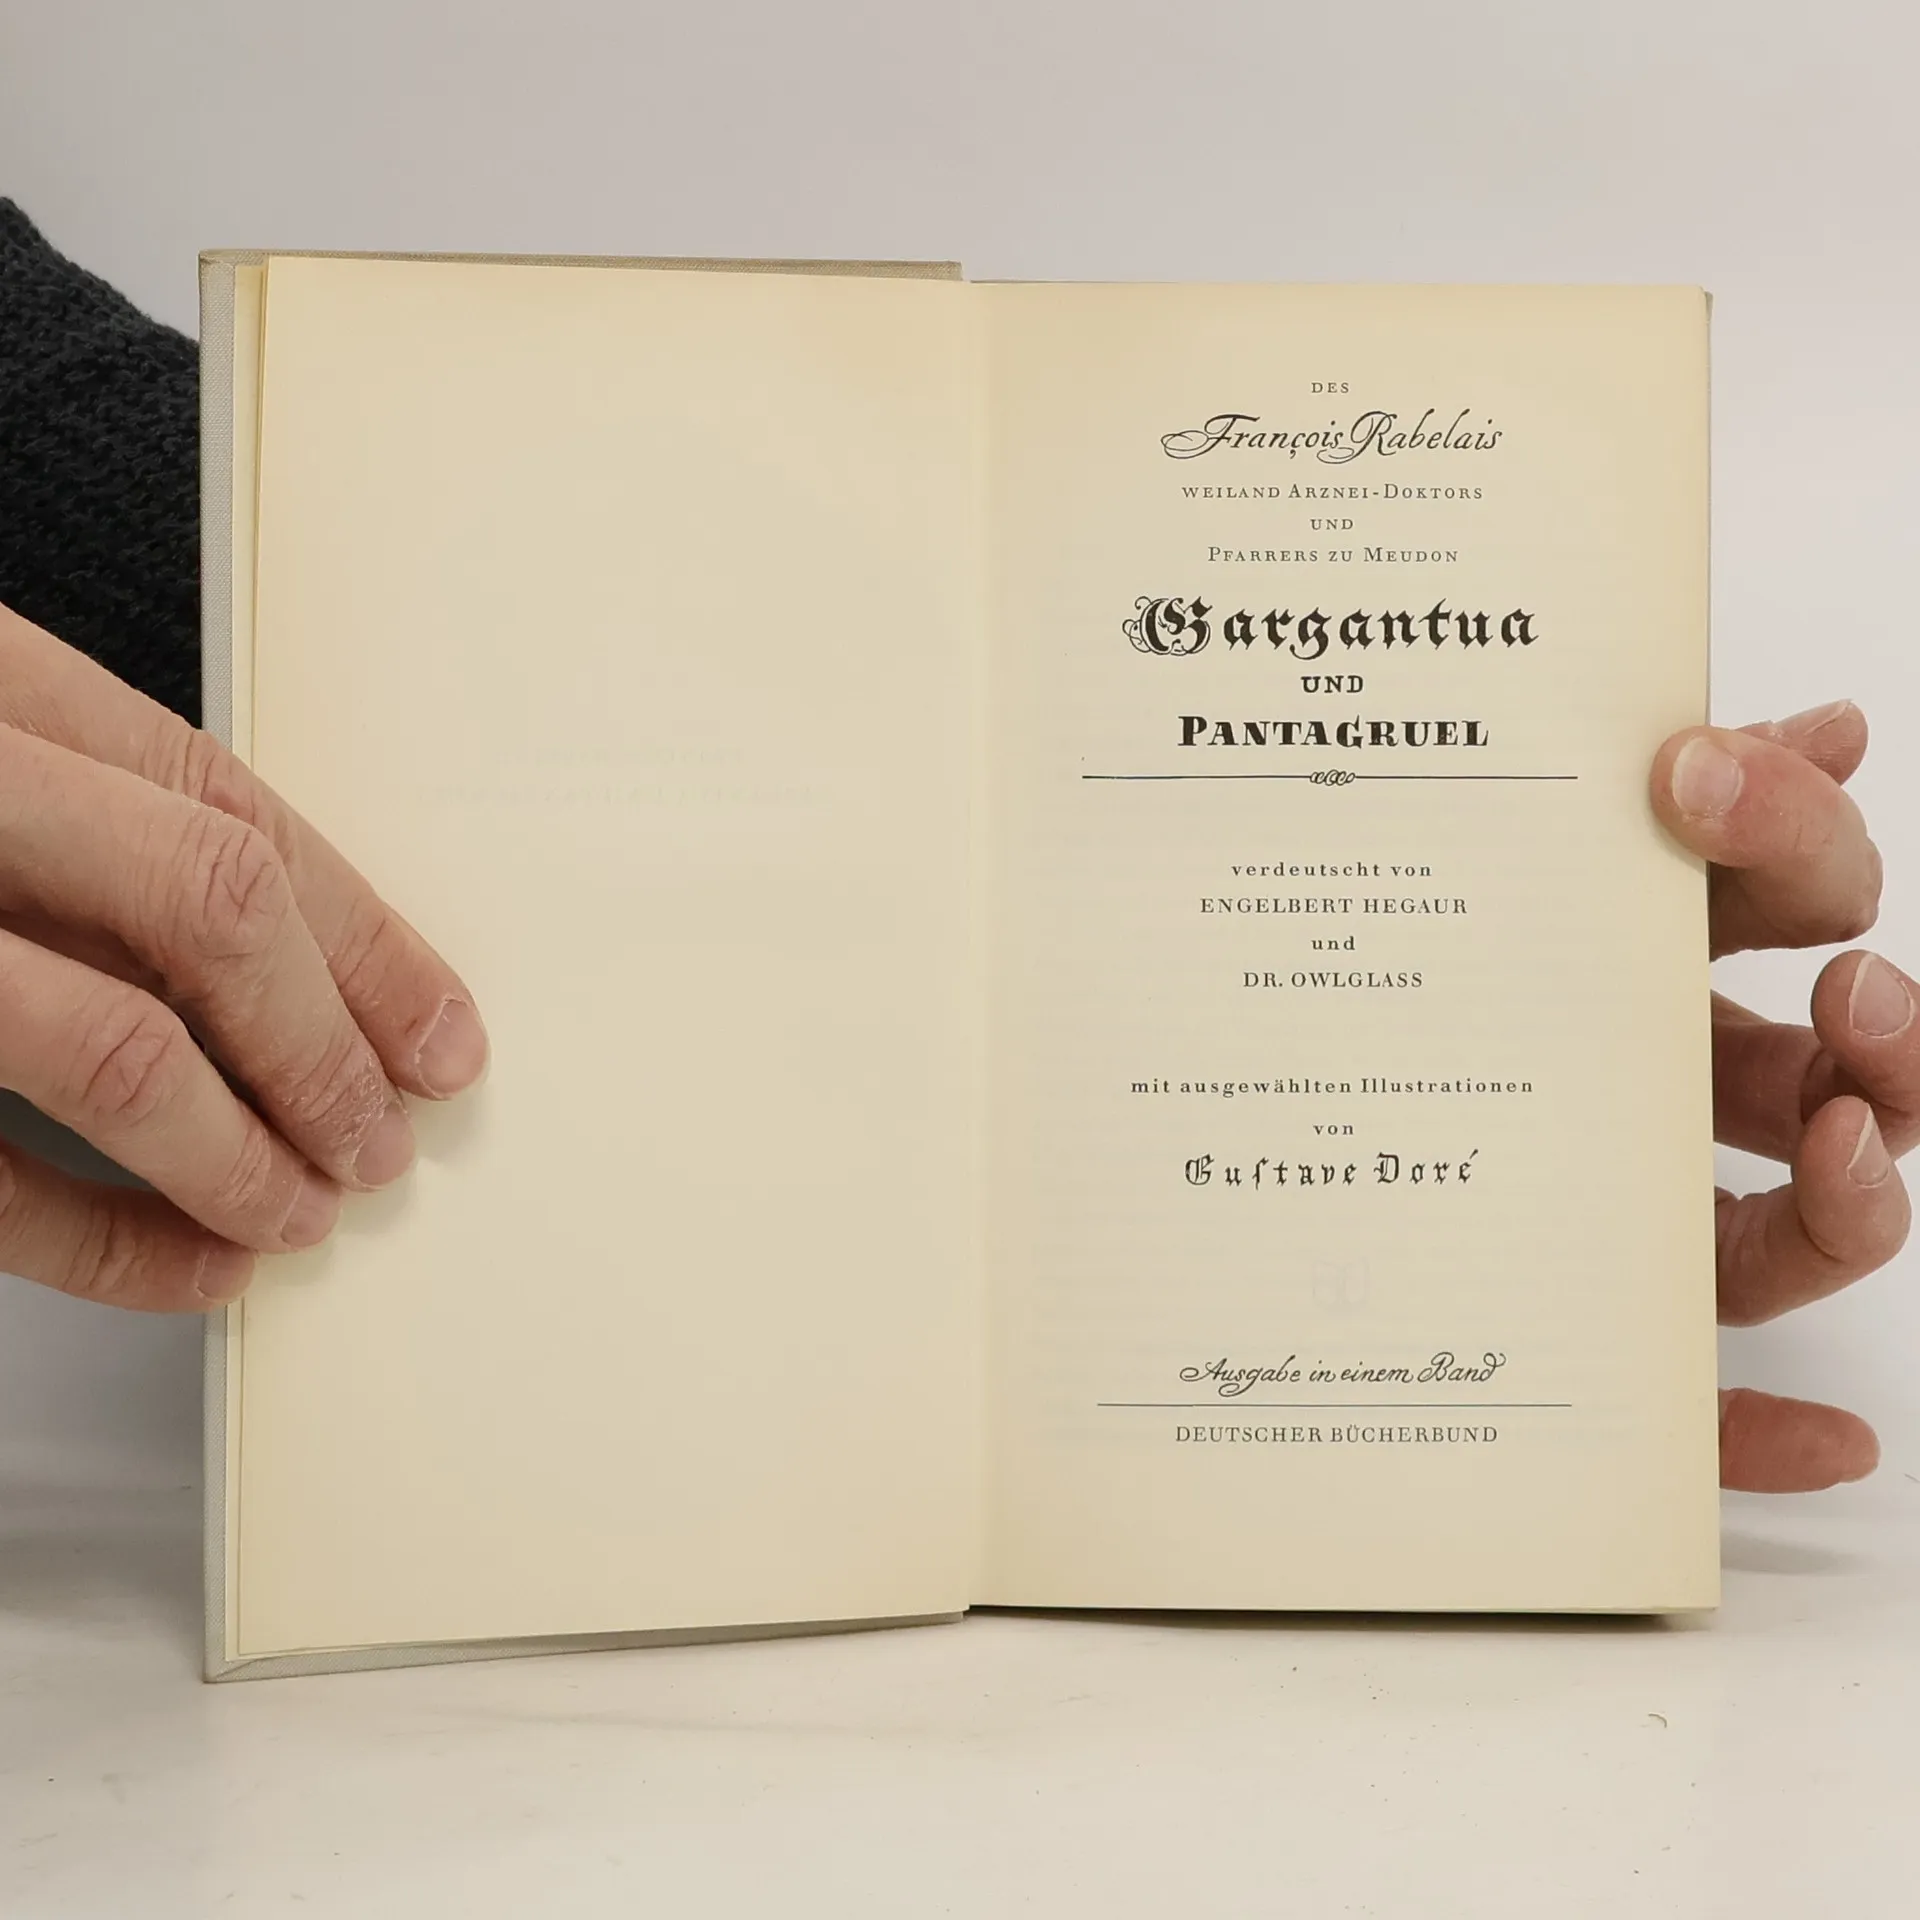 DES
François Rabelais
WEILAND ARZNEI-DOKTORS
UND
PFARRERS ZU MEUDON
Gargantua
UND
PANTAGRUEL
verdeutscht von
ENGELBERT HEGAUR
und
DR. OWLGLASS
mit ausgewählten Illustrationen
von
Guſtave Doré
Ausgabe in einem Band
DEUTSCHER BÜCHERBUND